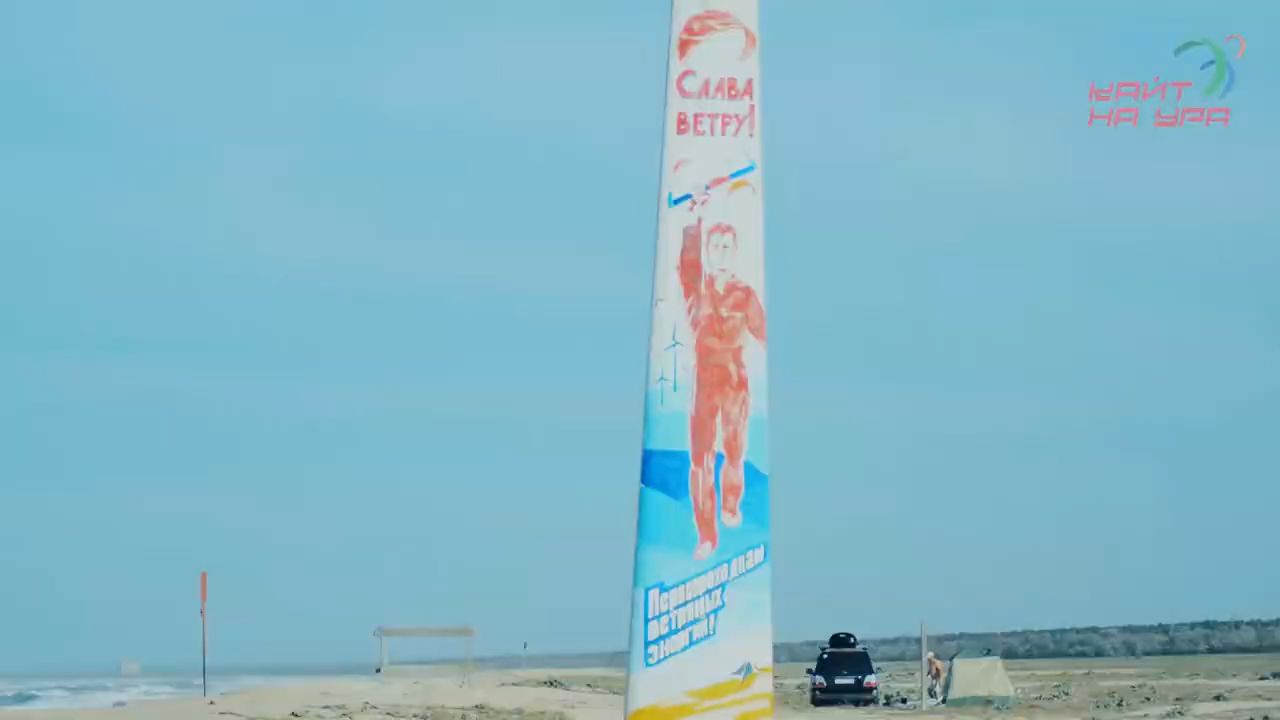 КАЙТ
НА УРА
СЛАВА
ВЕТРУ!
Первопроходцам
ветряных
энергий!